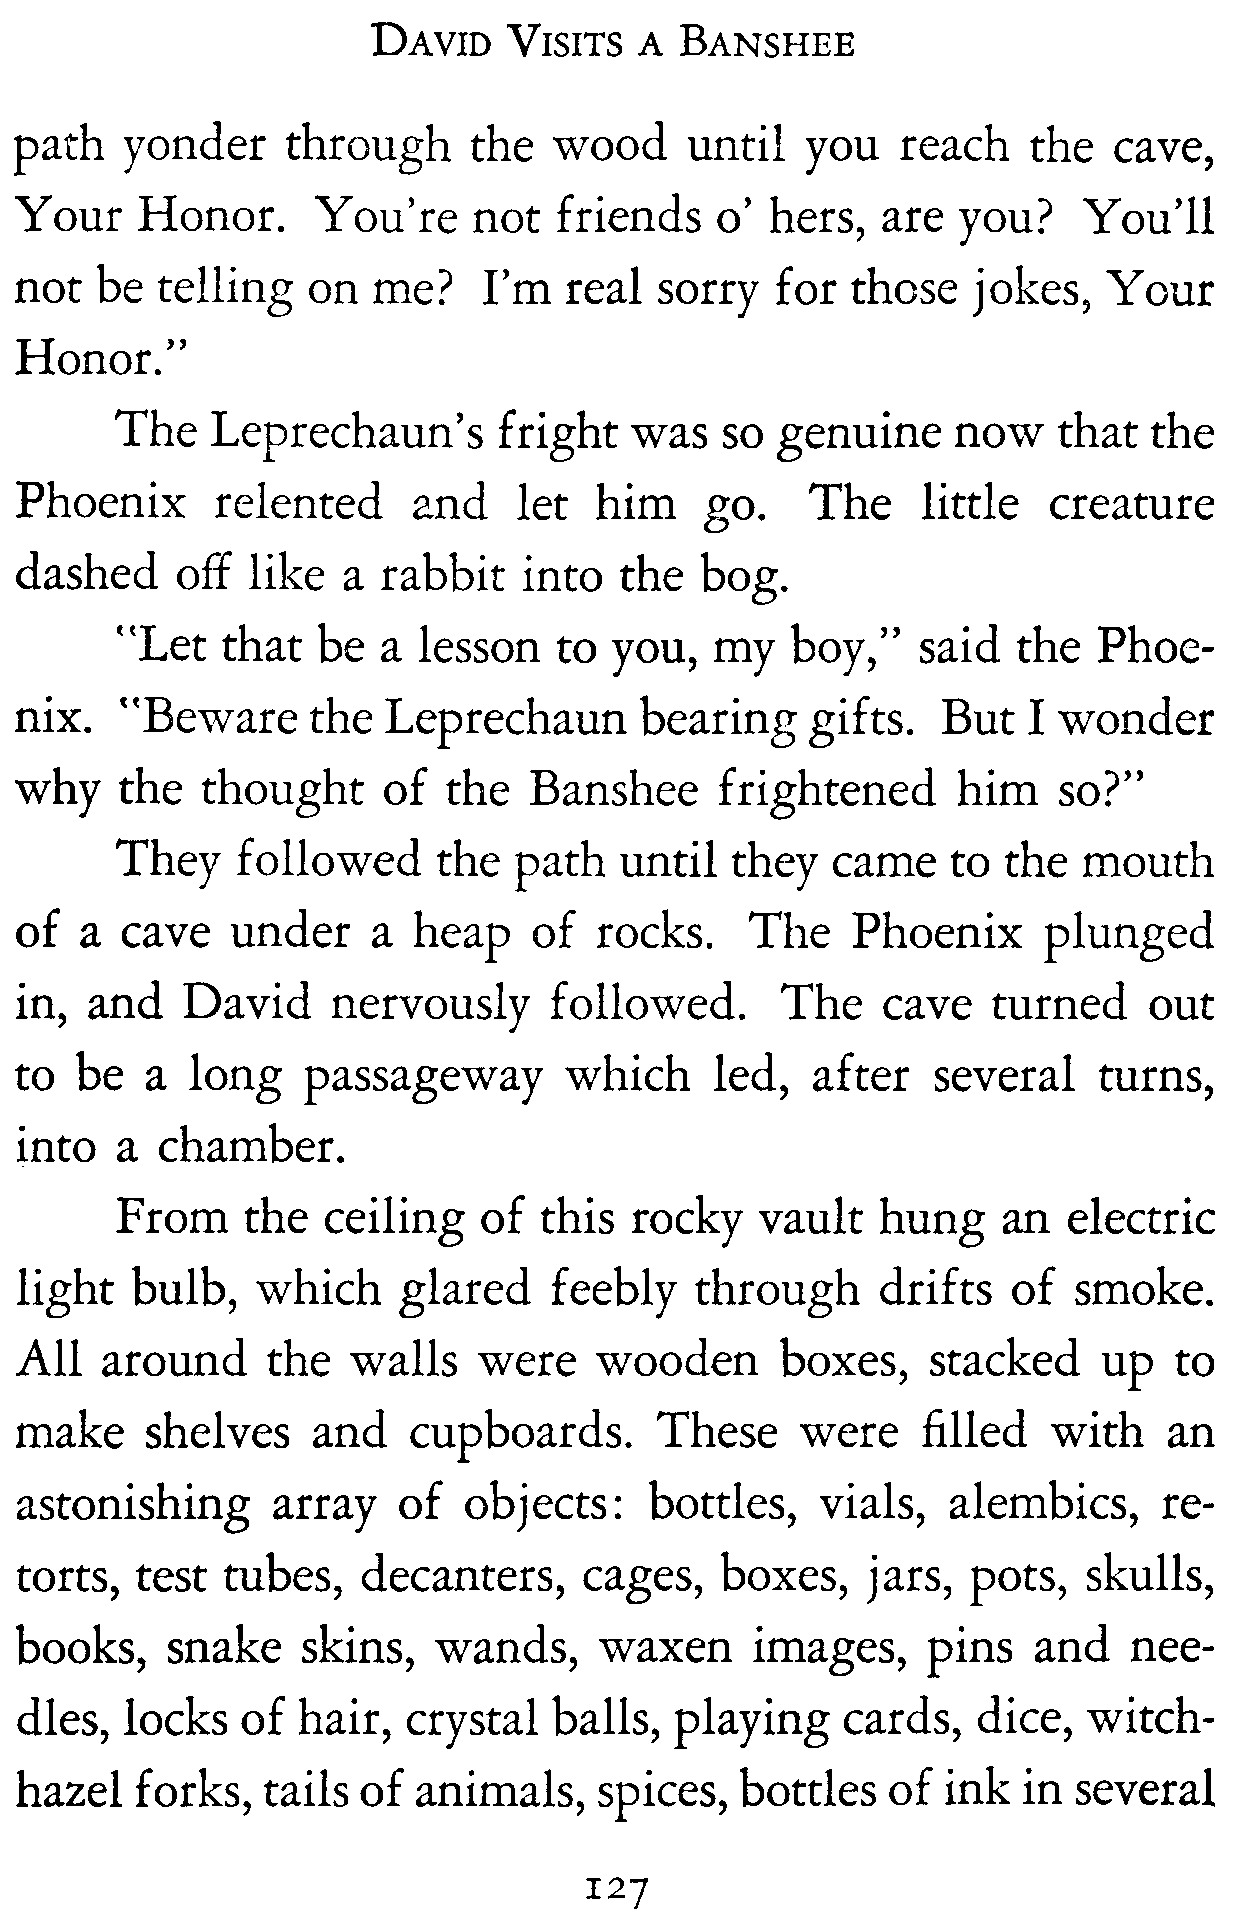 DAVID VISITS A BANSHEE
path yonder through the wood until you reach the cave,
Your Honor. You're not friends o' hers, are you? You'll
not be telling on me? I'm real sorry for those jokes, Your
Honor."
The Leprechaun's fright was so genuine now that the
Phoenix relented and let him go. The little creature
dashed off like a rabbit into the bog.
"Let that be a lesson to you, my boy," said the Phoe-
nix. "Beware the Leprechaun bearing gifts. But I wonder
why the thought of the Banshee frightened him so?"
They followed the path until they came to the mouth
of a cave under a heap of rocks. The Phoenix plunged
in, and David nervously followed. The cave turned out
to be a long passageway which led, after several turns,
into a chamber.
From the ceiling of this rocky vault hung an electric
light bulb, which glared feebly through drifts of smoke.
All around the walls were wooden boxes, stacked up to
make shelves and cupboards. These were filled with an
astonishing array of objects: bottles, vials, alembics, re-
torts, test tubes, decanters, cages, boxes, jars, pots, skulls,
books, snake skins, wands, waxen images, pins and nee-
dles, locks of hair, crystal balls, playing cards, dice, witch-
hazel forks, tails of animals, spices, bottles of ink in several
127